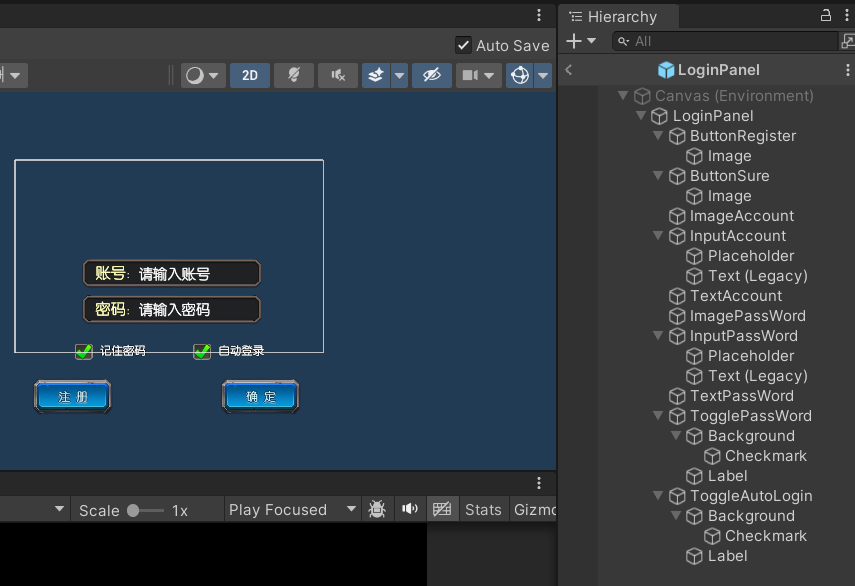 Hierarchy
Auto Save
All
2D
LoginPanel
Canvas (Environment)
LoginPanel
ButtonRegister
Image
ButtonSure
Image
ImageAccount
InputAccount
Placeholder
Text (Legacy)
TextAccount
ImagePassWord
InputPassWord
Placeholder
Text (Legacy)
TextPassWord
TogglePassWord
Background
Checkmark
Label
ToggleAutoLogin
Background
Checkmark
Label
账号: 请输入账号
密码: 请输入密码
记住密码 自动登录
注 册 确 定
Scale 1x Play Focused Stats Gizmo